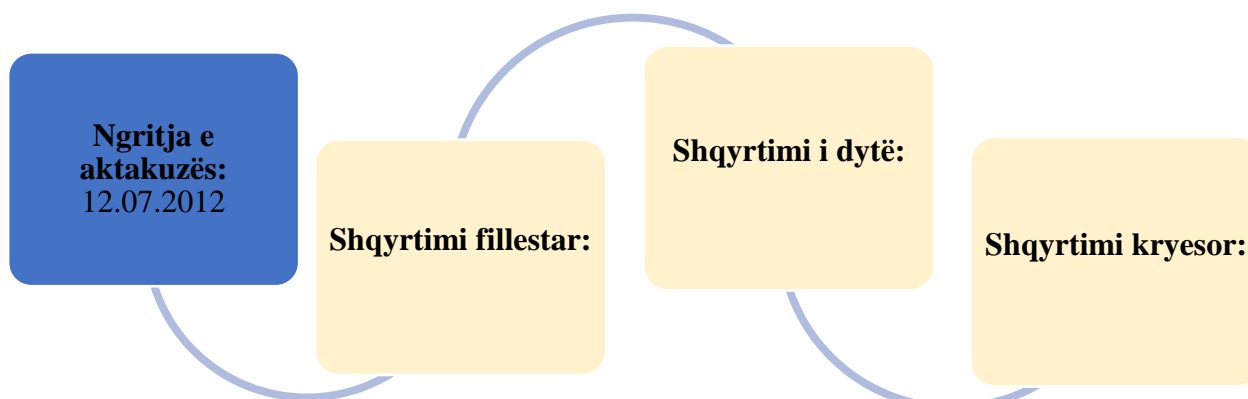 Ngritja e
aktakuzës:
12.07.2012
Shqyrtimi fillestar:
Shqyrtimi i dytë:
Shqyrtimi kryesor: